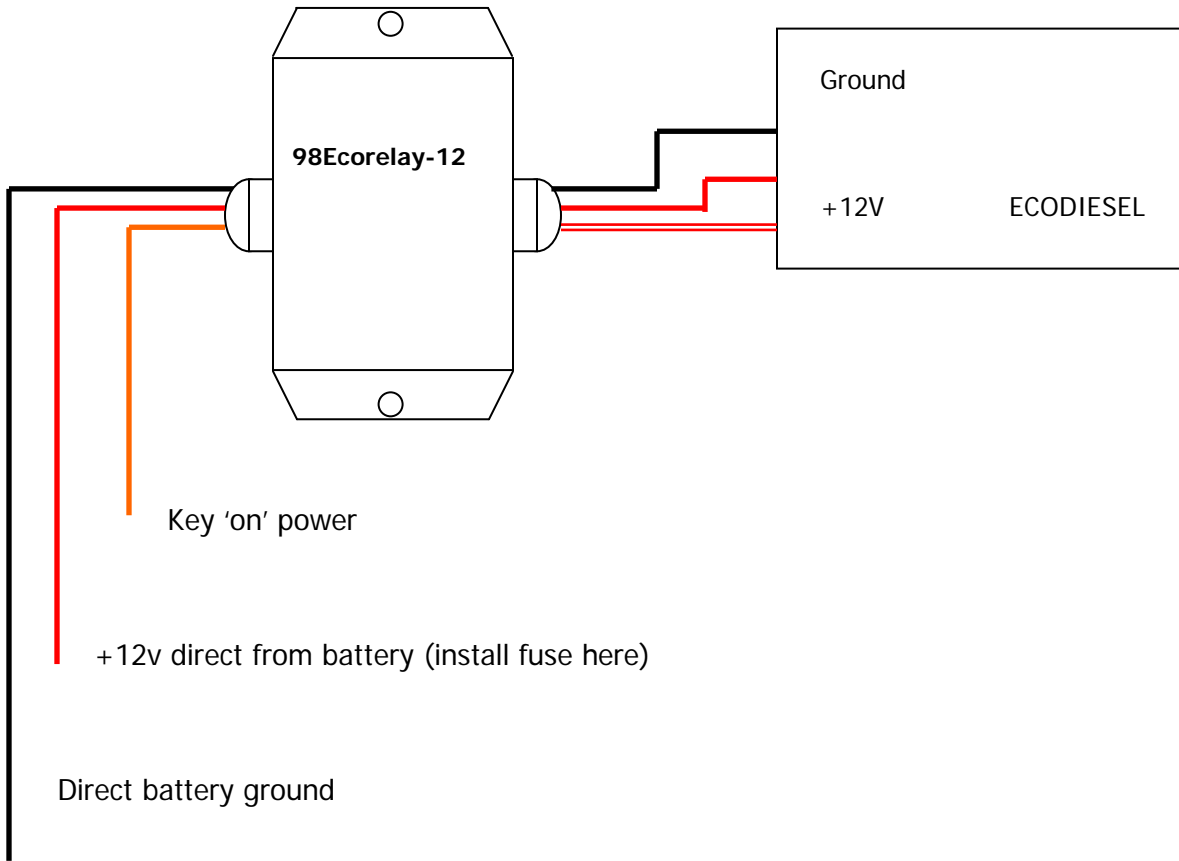 Ground
98Ecorelay-12
+12V
ECODIESEL
Key ‘on’ power
+12v direct from battery (install fuse here)
Direct battery ground